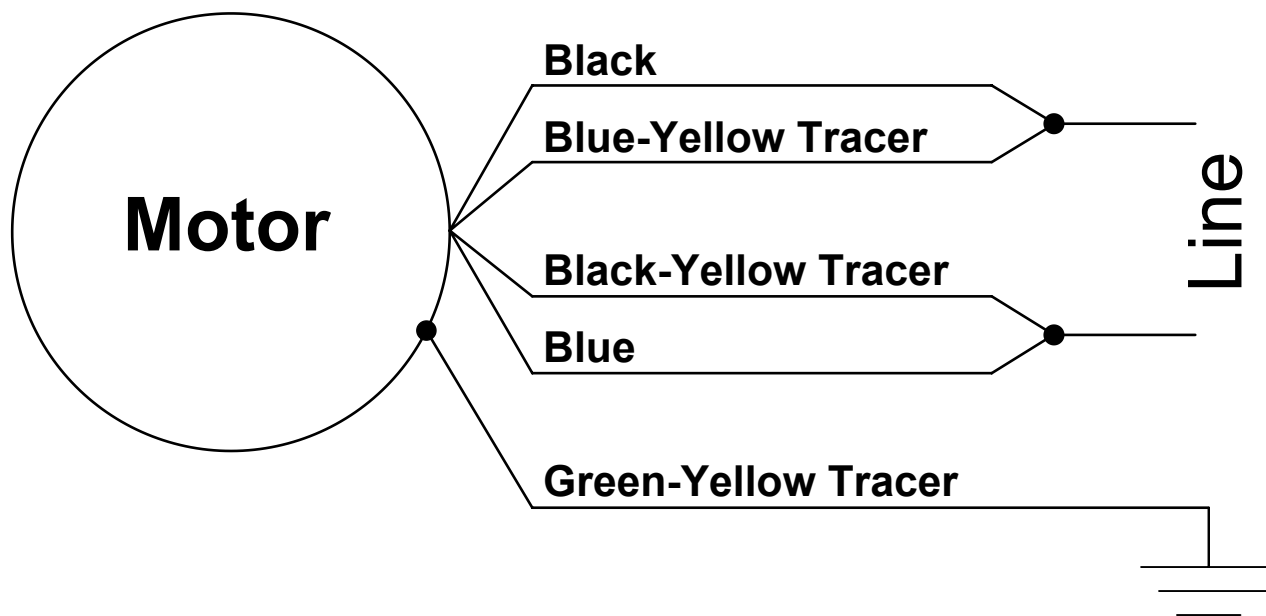 Black
Blue-Yellow Tracer
Motor
Line
Black-Yellow Tracer
Blue
Green-Yellow Tracer